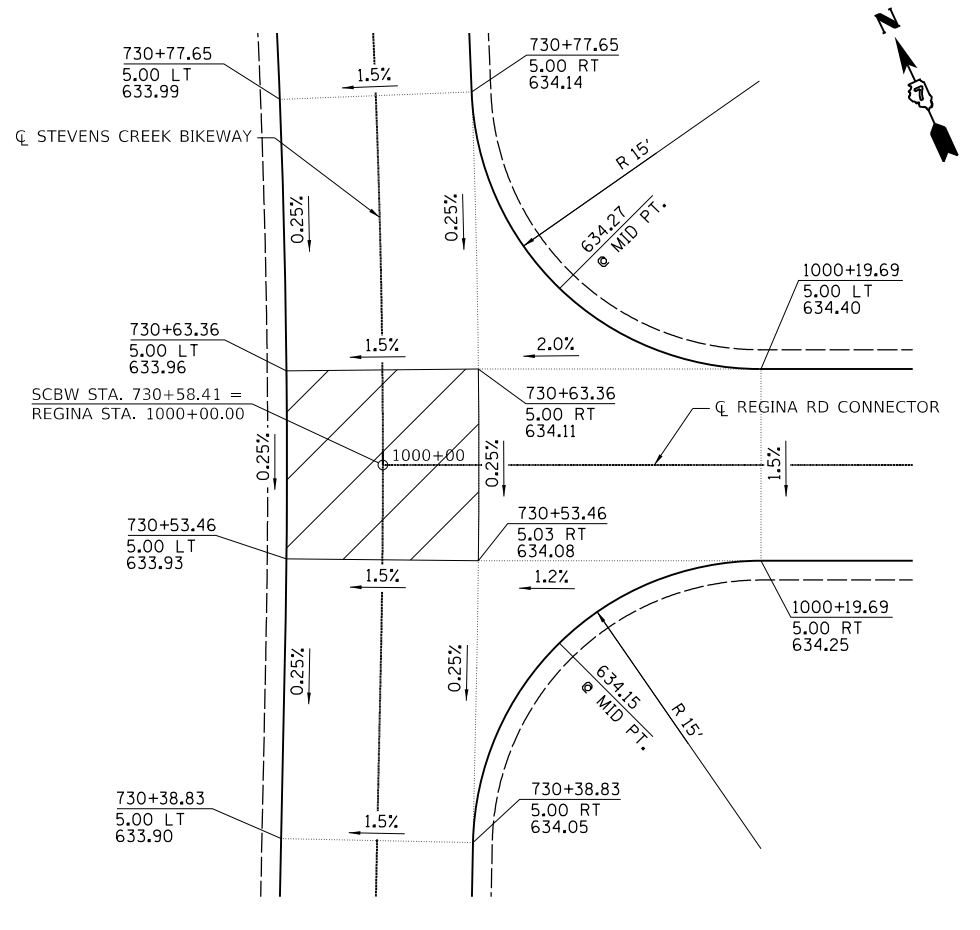 N
7
730+77.65
5.00 LT
633.99
1.5%
730+77.65
5.00 RT
634.14
℄ STEVENS CREEK BIKEWAY
R 15'
0.25%
0.25%
634.27
@ MID PT.
1000+19.69
5.00 LT
634.40
730+63.36
5.00 LT
633.96
1.5%
2.0%
SCBW STA. 730+58.41 =
REGINA STA. 1000+00.00
730+63.36
5.00 RT
634.11
℄ REGINA RD CONNECTOR
1000+00
0.25%
0.25%
1.5%
730+53.46
5.00 LT
633.93
730+53.46
5.03 RT
634.08
1.5%
1.2%
1000+19.69
5.00 RT
634.25
0.25%
0.25%
634.15
@ MID PT.
R 15'
730+38.83
5.00 LT
633.90
1.5%
730+38.83
5.00 RT
634.05